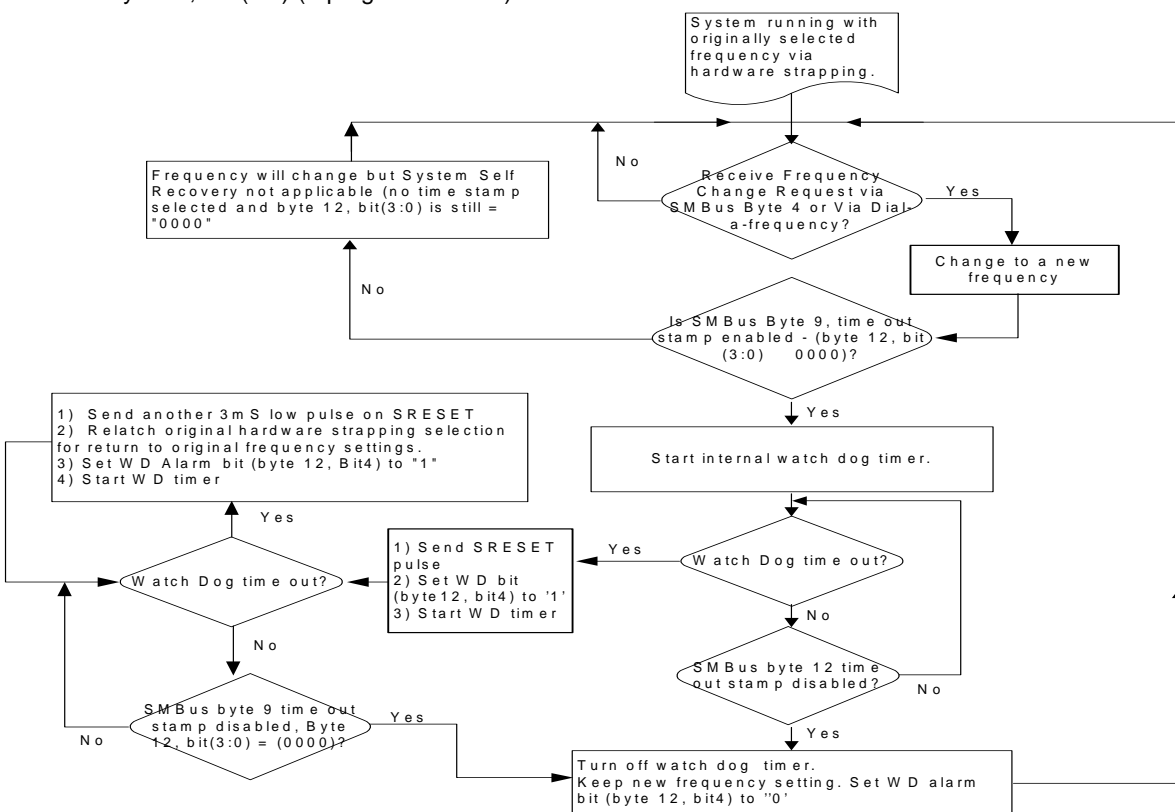 System running with
originally selected
frequency via
hardware strapping.
No
Receive Frequency
Change Request via
SMBus Byte 4 or Via Dial-
a-frequency?
Yes
Frequency will change but System Self
Recovery not applicable (no time stamp
selected and byte 12, bit(3:0) is still =
"0000"
Change to a new
frequency
No
Is SMBus Byte 9, time out
stamp enabled - (byte 12, bit
(3:0) 0000)?
Yes
1) Send another 3mS low pulse on SRESET
2) Relatch original hardware strapping selection
for return to original frequency settings.
3) Set WD Alarm bit (byte 12, Bit4) to "1"
4) Start WD timer
Start internal watch dog timer.
Yes
Watch Dog time out?
1) Send SRESET
pulse
2) Set WD bit
(byte12, bit4) to '1'
3) Start WD timer
Yes
Watch Dog time out?
No
No
SMBus byte 12 time
out stamp disabled?
No
SMBus byte 9 time out
stamp disabled, Byte
12, bit(3:0) = (0000)?
Yes
No
Yes
Turn off watch dog timer.
Keep new frequency setting. Set WD alarm
bit (byte 12, bit4) to ''0'